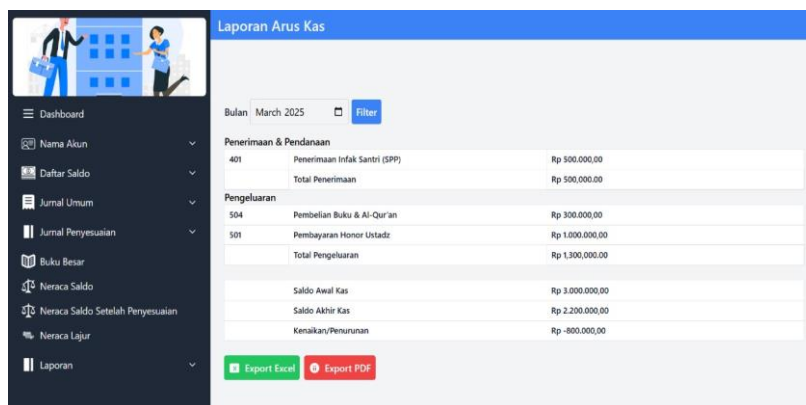 Laporan Arus Kas
Dashboard
Nama Akun
Daftar Saldo
Jurnal Umum
Jurnal Penyesuaian
Buku Besar
Neraca Saldo
Neraca Saldo Setelah Penyesuaian
Neraca Lajur
Laporan
Bulan March 2025 Filter
Penerimaan & Pendanaan
401 Penerimaan Infak Santri (SPP) Rp 500.000,00
Total Penerimaan Rp 500,000.00
Pengeluaran
504 Pembelian Buku & Al-Qur'an Rp 300.000,00
501 Pembayaran Honor Ustadz Rp 1.000.000,00
Total Pengeluaran Rp 1,300,000.00
Saldo Awal Kas Rp 3.000.000,00
Saldo Akhir Kas Rp 2.200.000,00
Kenaikan/Penurunan Rp -800.000,00
Export Excel Export PDF